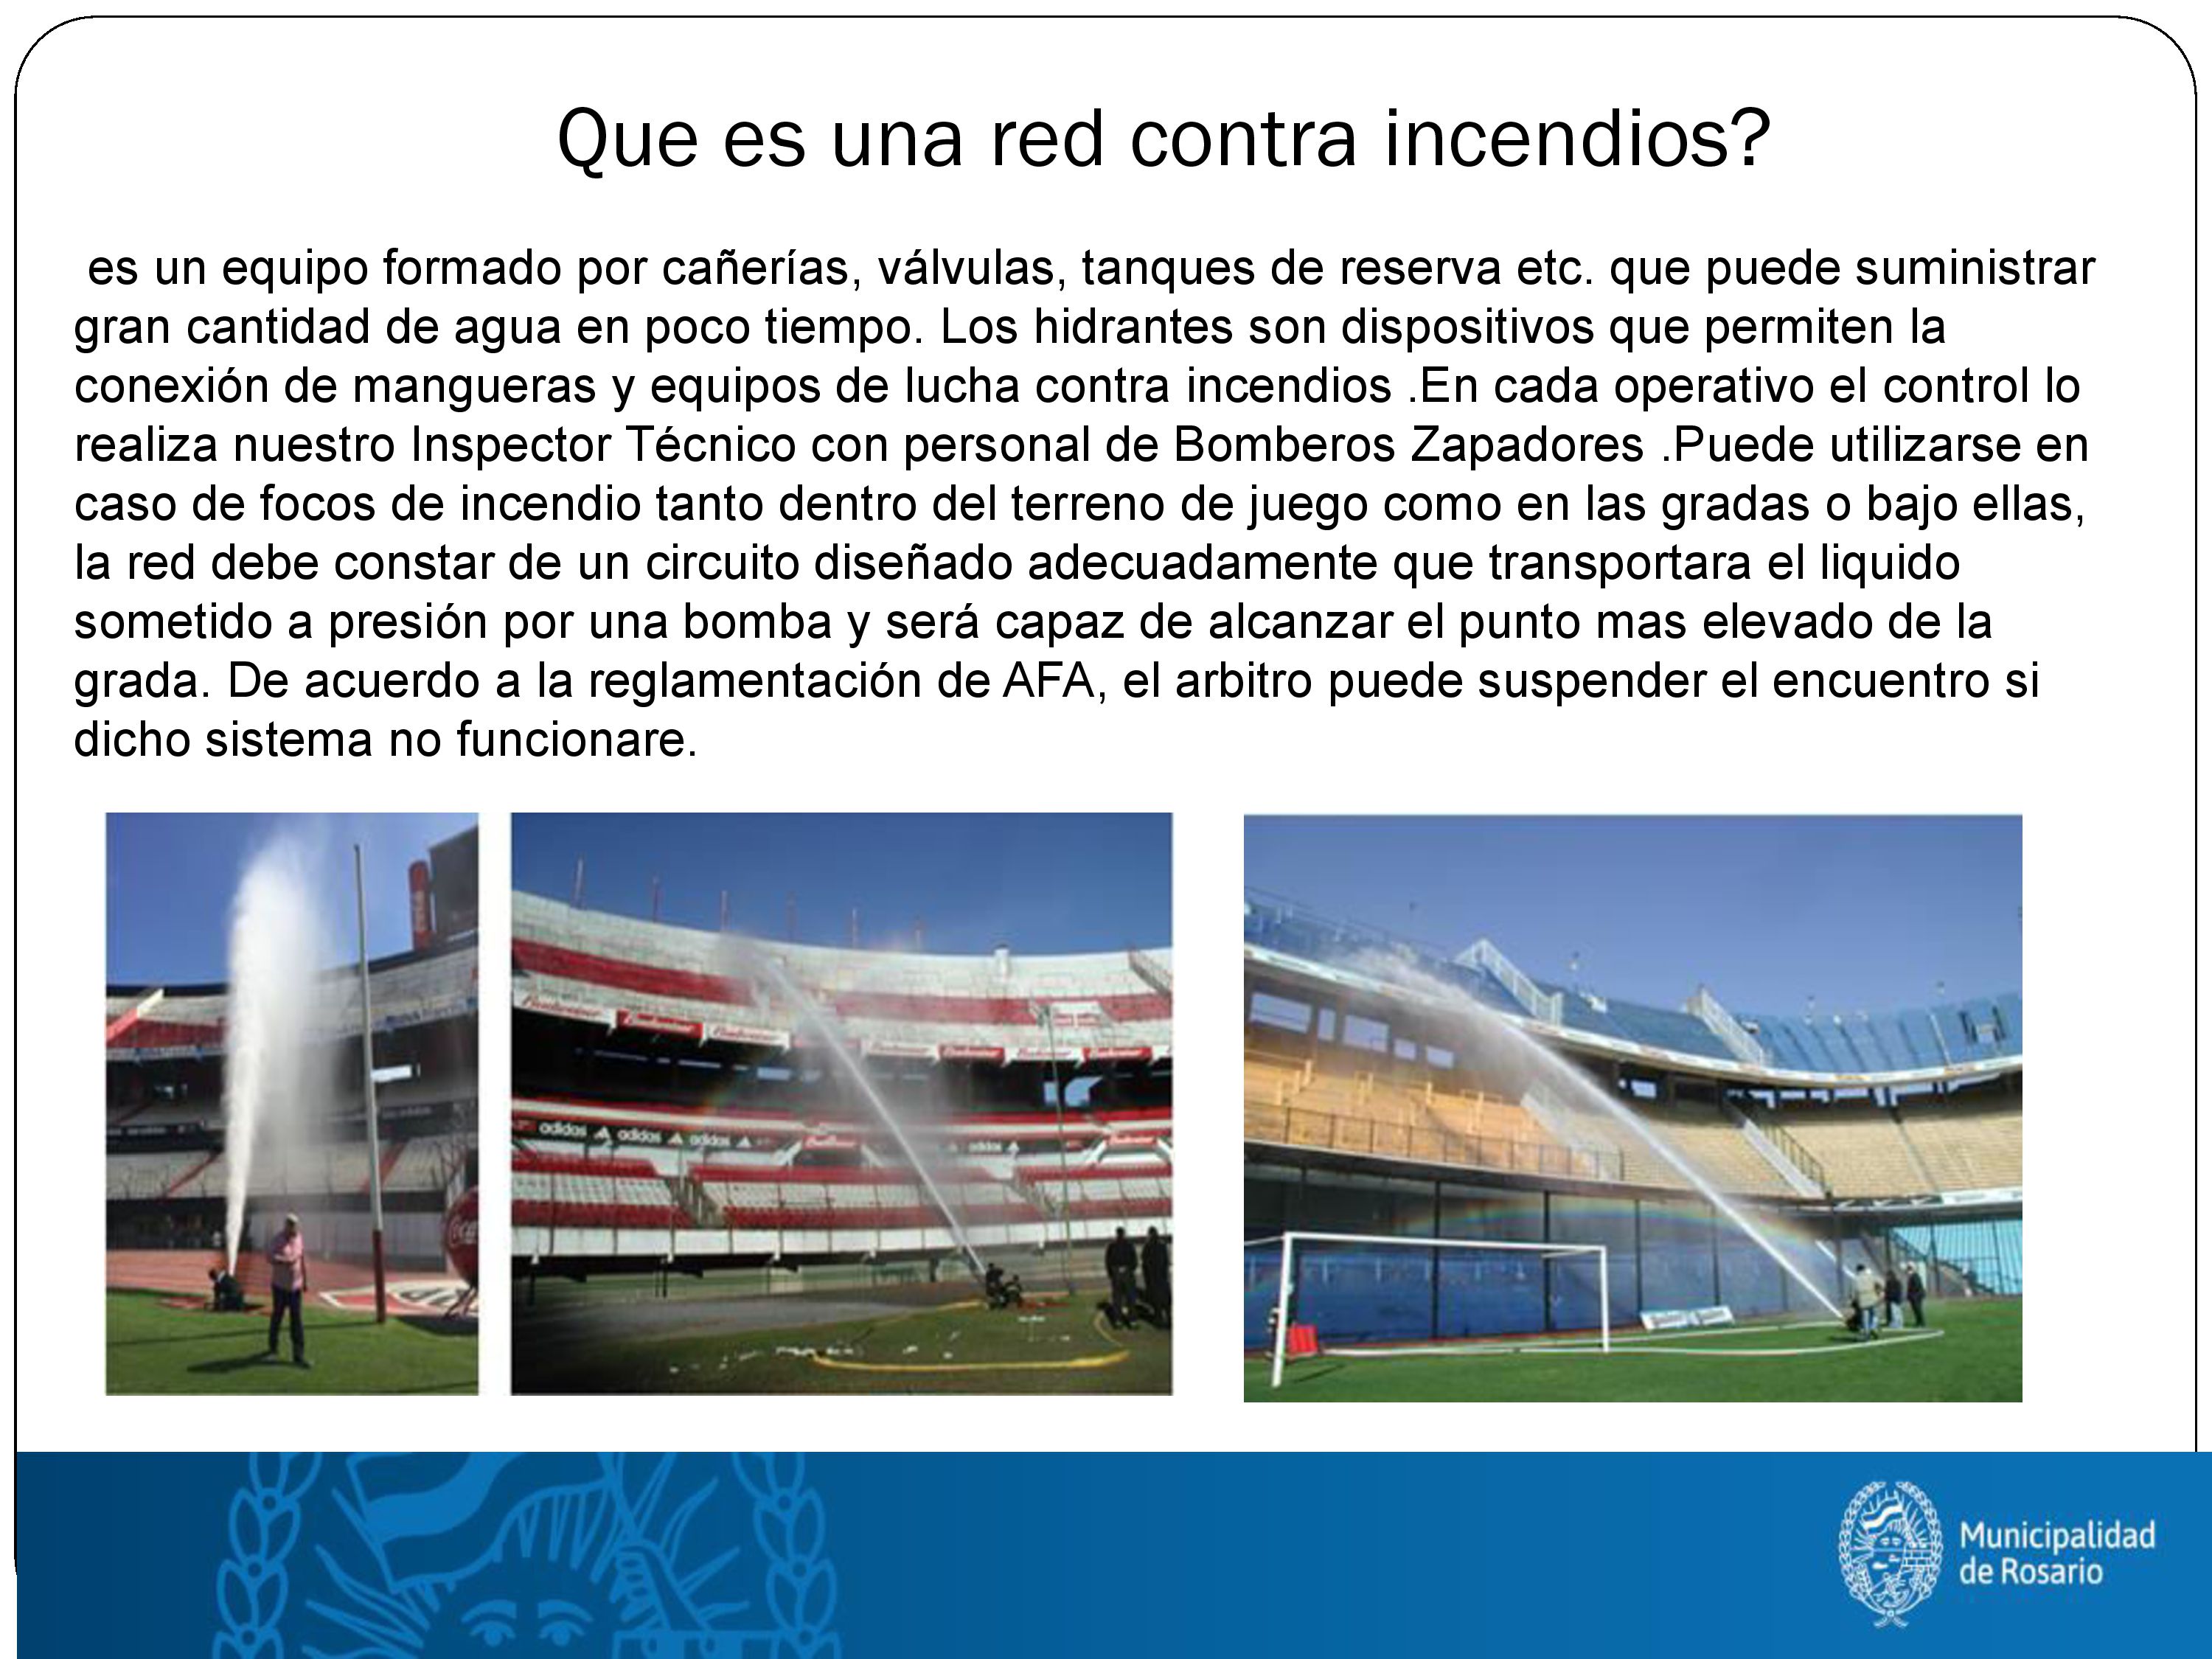 Que es una red contra incendios?
es un equipo formado por cañerías, válvulas, tanques de reserva etc. que puede suministrar
gran cantidad de agua en poco tiempo. Los hidrantes son dispositivos que permiten la
conexión de mangueras y equipos de lucha contra incendios .En cada operativo el control lo
realiza nuestro Inspector Técnico con personal de Bomberos Zapadores .Puede utilizarse en
caso de focos de incendio tanto dentro del terreno de juego como en las gradas o bajo ellas,
la red debe constar de un circuito diseñado adecuadamente que transportara el liquido
sometido a presión por una bomba y será capaz de alcanzar el punto mas elevado de la
grada. De acuerdo a la reglamentación de AFA, el arbitro puede suspender el encuentro si
dicho sistema no funcionare.
adidas adidas adidas adidas
Municipalidad
de Rosario